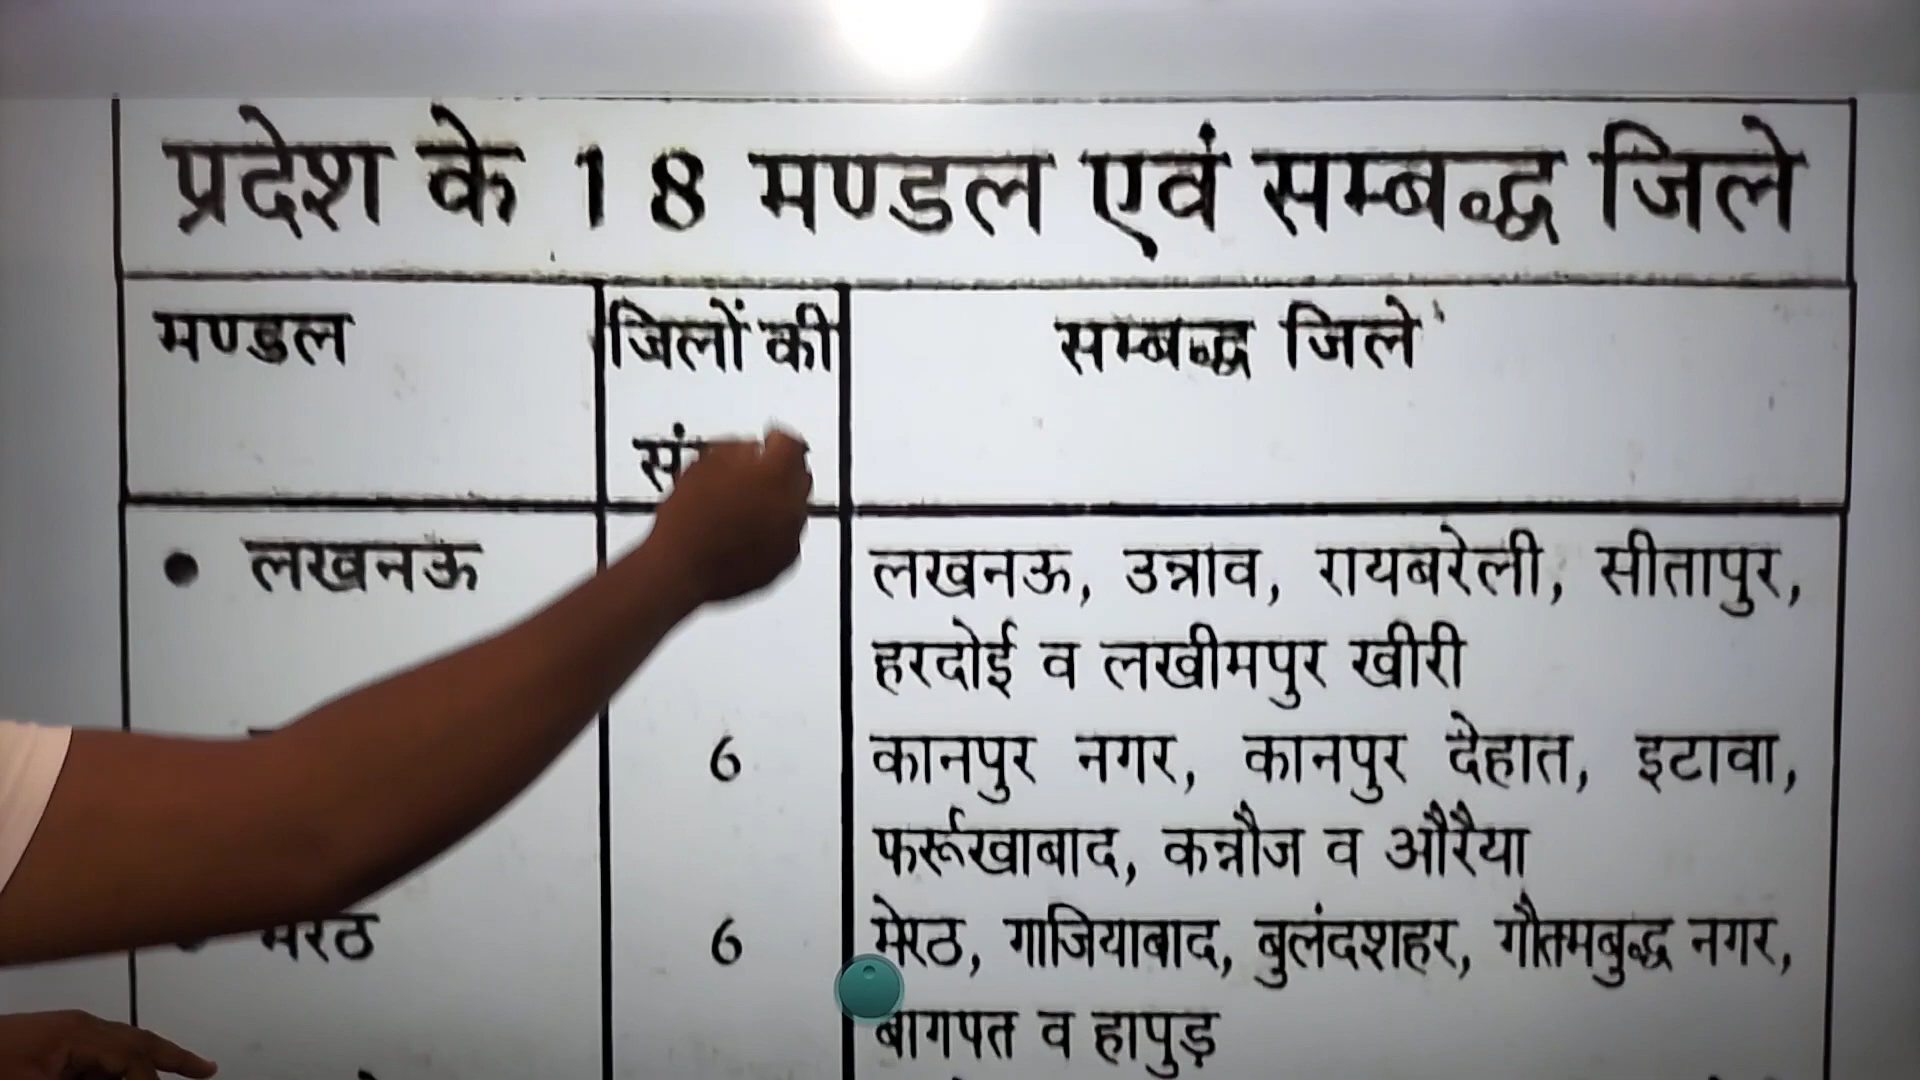 प्रदेश के 18 मण्डल एवं सम्बद्ध जिले
मण्डल
जिलों की
सम्बद्ध जिले
• लखनऊ
लखनऊ, उन्नाव, रायबरेली, सीतापुर,
हरदोई व लखीमपुर खीरी
6
कानपुर नगर, कानपुर देहात, इटावा,
फर्रूखाबाद, कन्नौज व औरैया
मेरठ
6
मेरठ, गाजियाबाद, बुलंदशहर, गौतमबुद्ध नगर,
बागपत व हापुड़